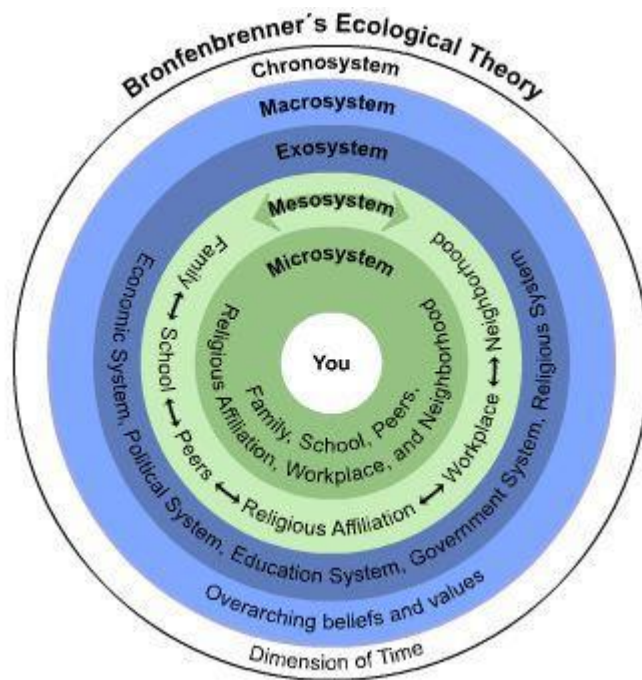 Bronfenbrenner´s Ecological Theory
Chronosystem
Macrosystem
Exosystem
Mesosystem
Microsystem
You
Family, School, Peers,
Religious Affiliation, Workplace, and Neighborhood
Family ↔ School ↔ Peers ↔ Religious Affiliation ↔ Workplace ↔ Neighborhood
Economic System, Political System, Education System, Government System, Religious System
Overarching beliefs and values
Dimension of Time